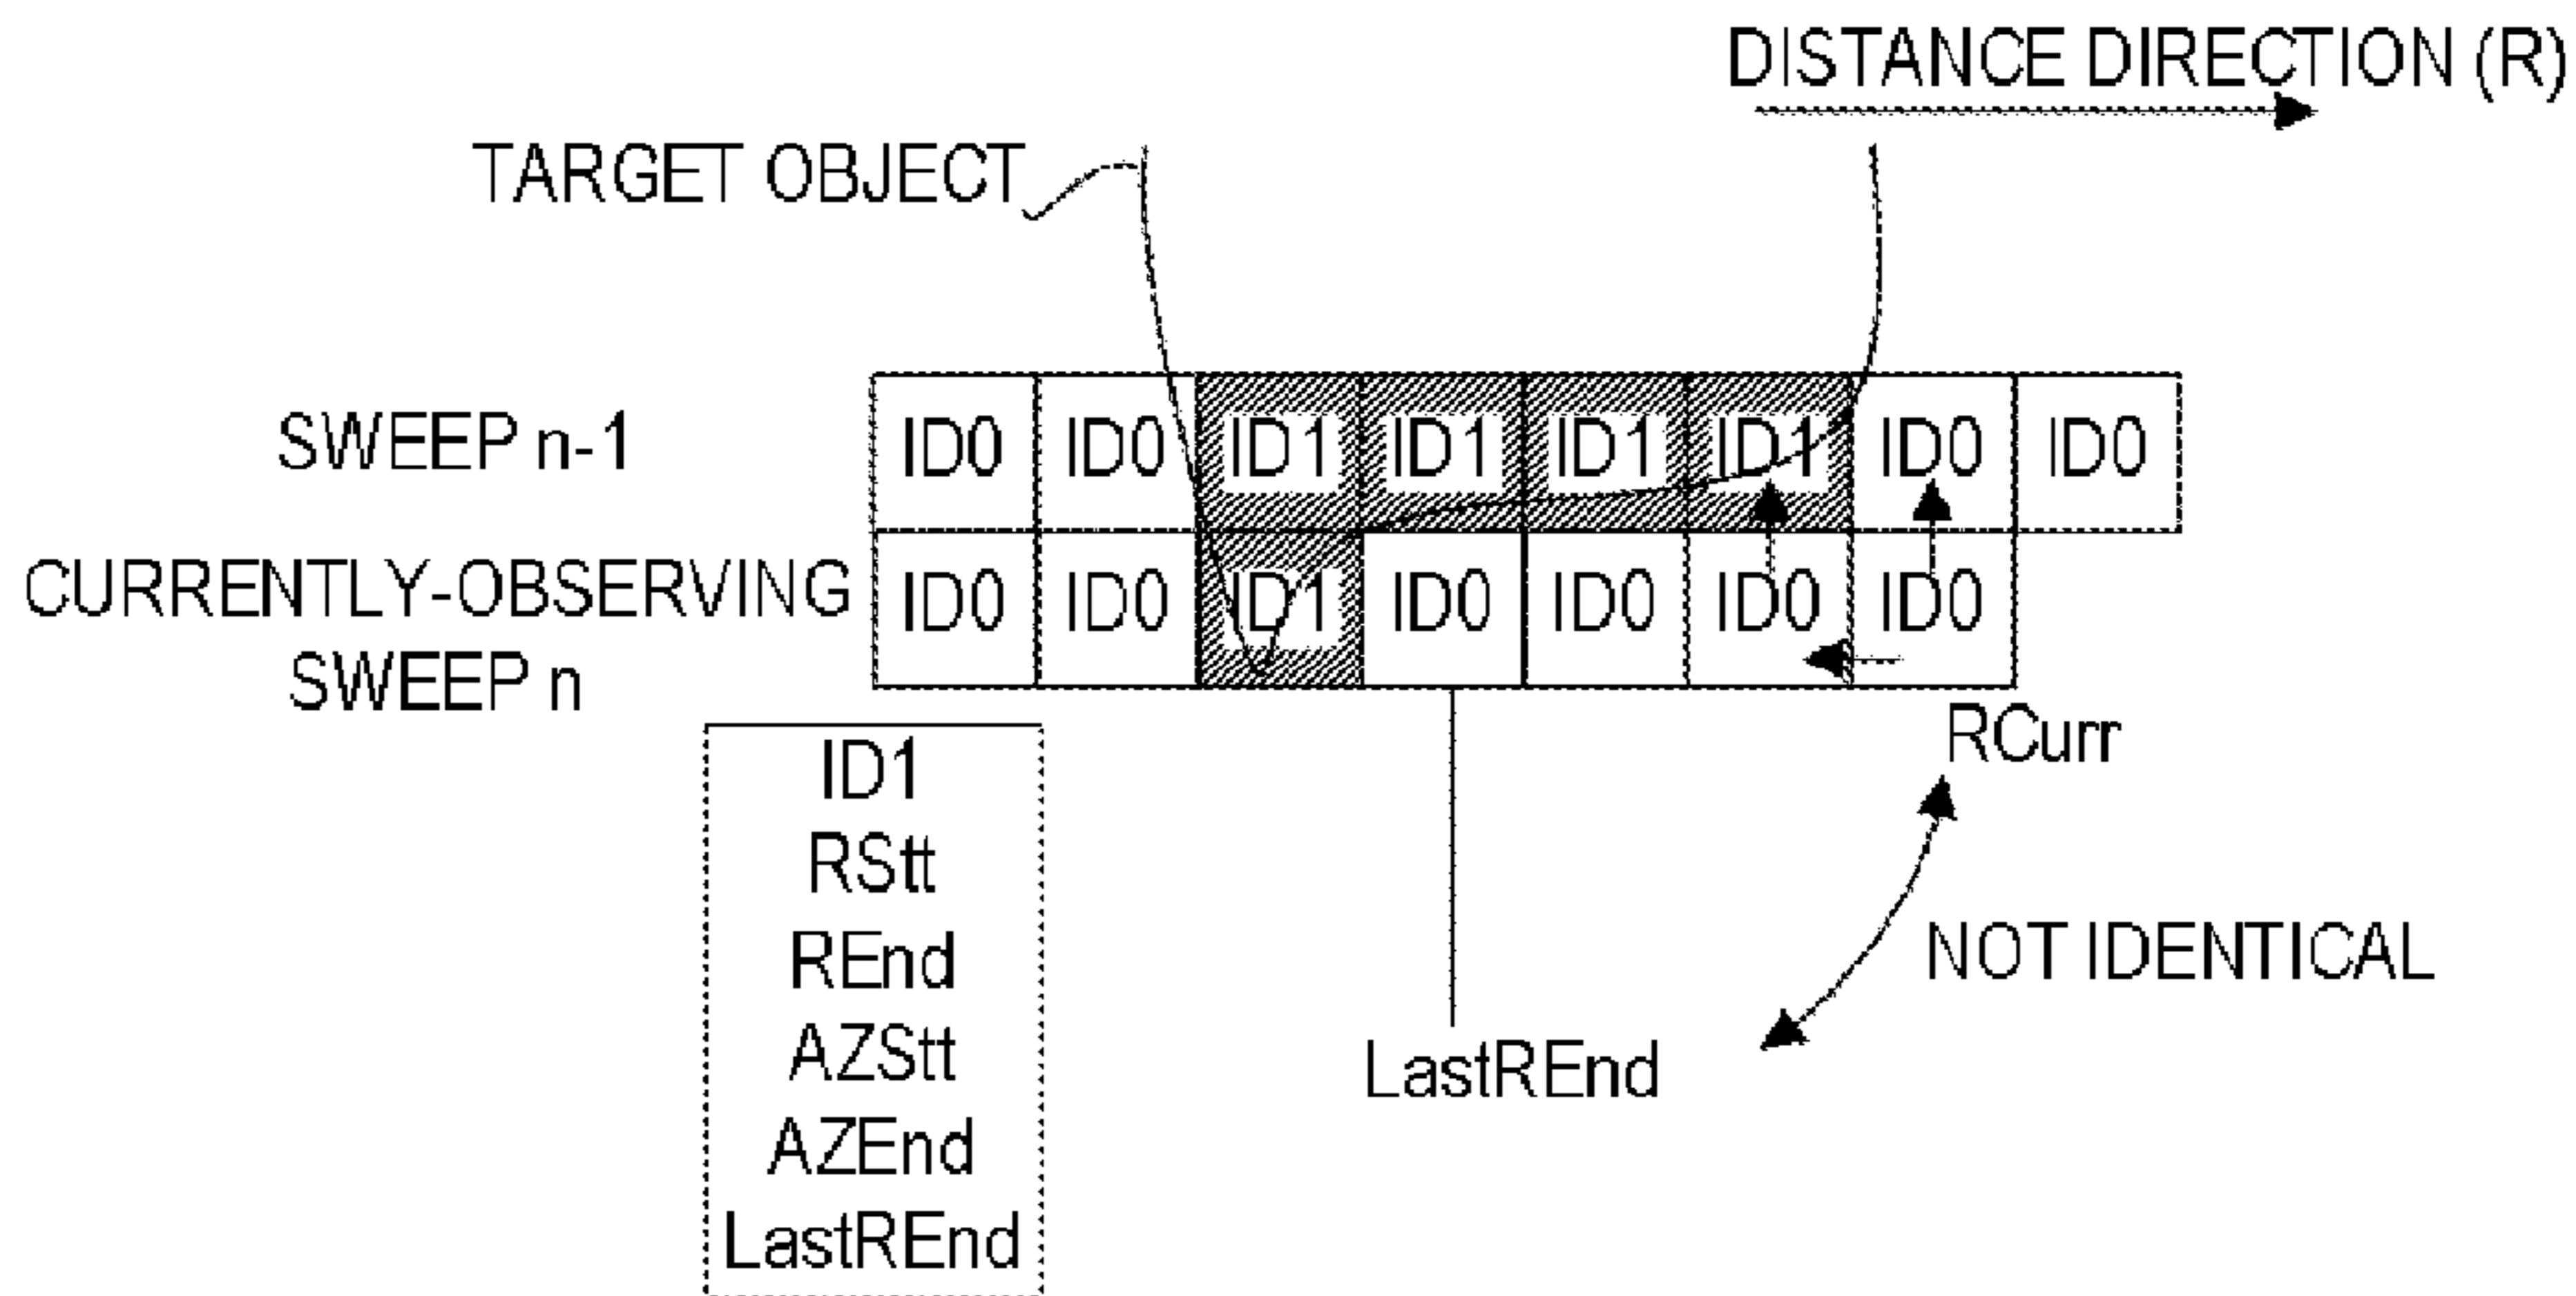 DISTANCE DIRECTION (R)
TARGET OBJECT
SWEEP n-1
ID0 ID0 ID1 ID1 ID1 ID1 ID0 ID0
CURRENTLY-OBSERVING
SWEEP n
ID0 ID0 ID1 ID0 ID0 ID0 ID0
RCurr
ID1
RStt
REnd
AZStt
AZEnd
LastREnd
NOT IDENTICAL
LastREnd